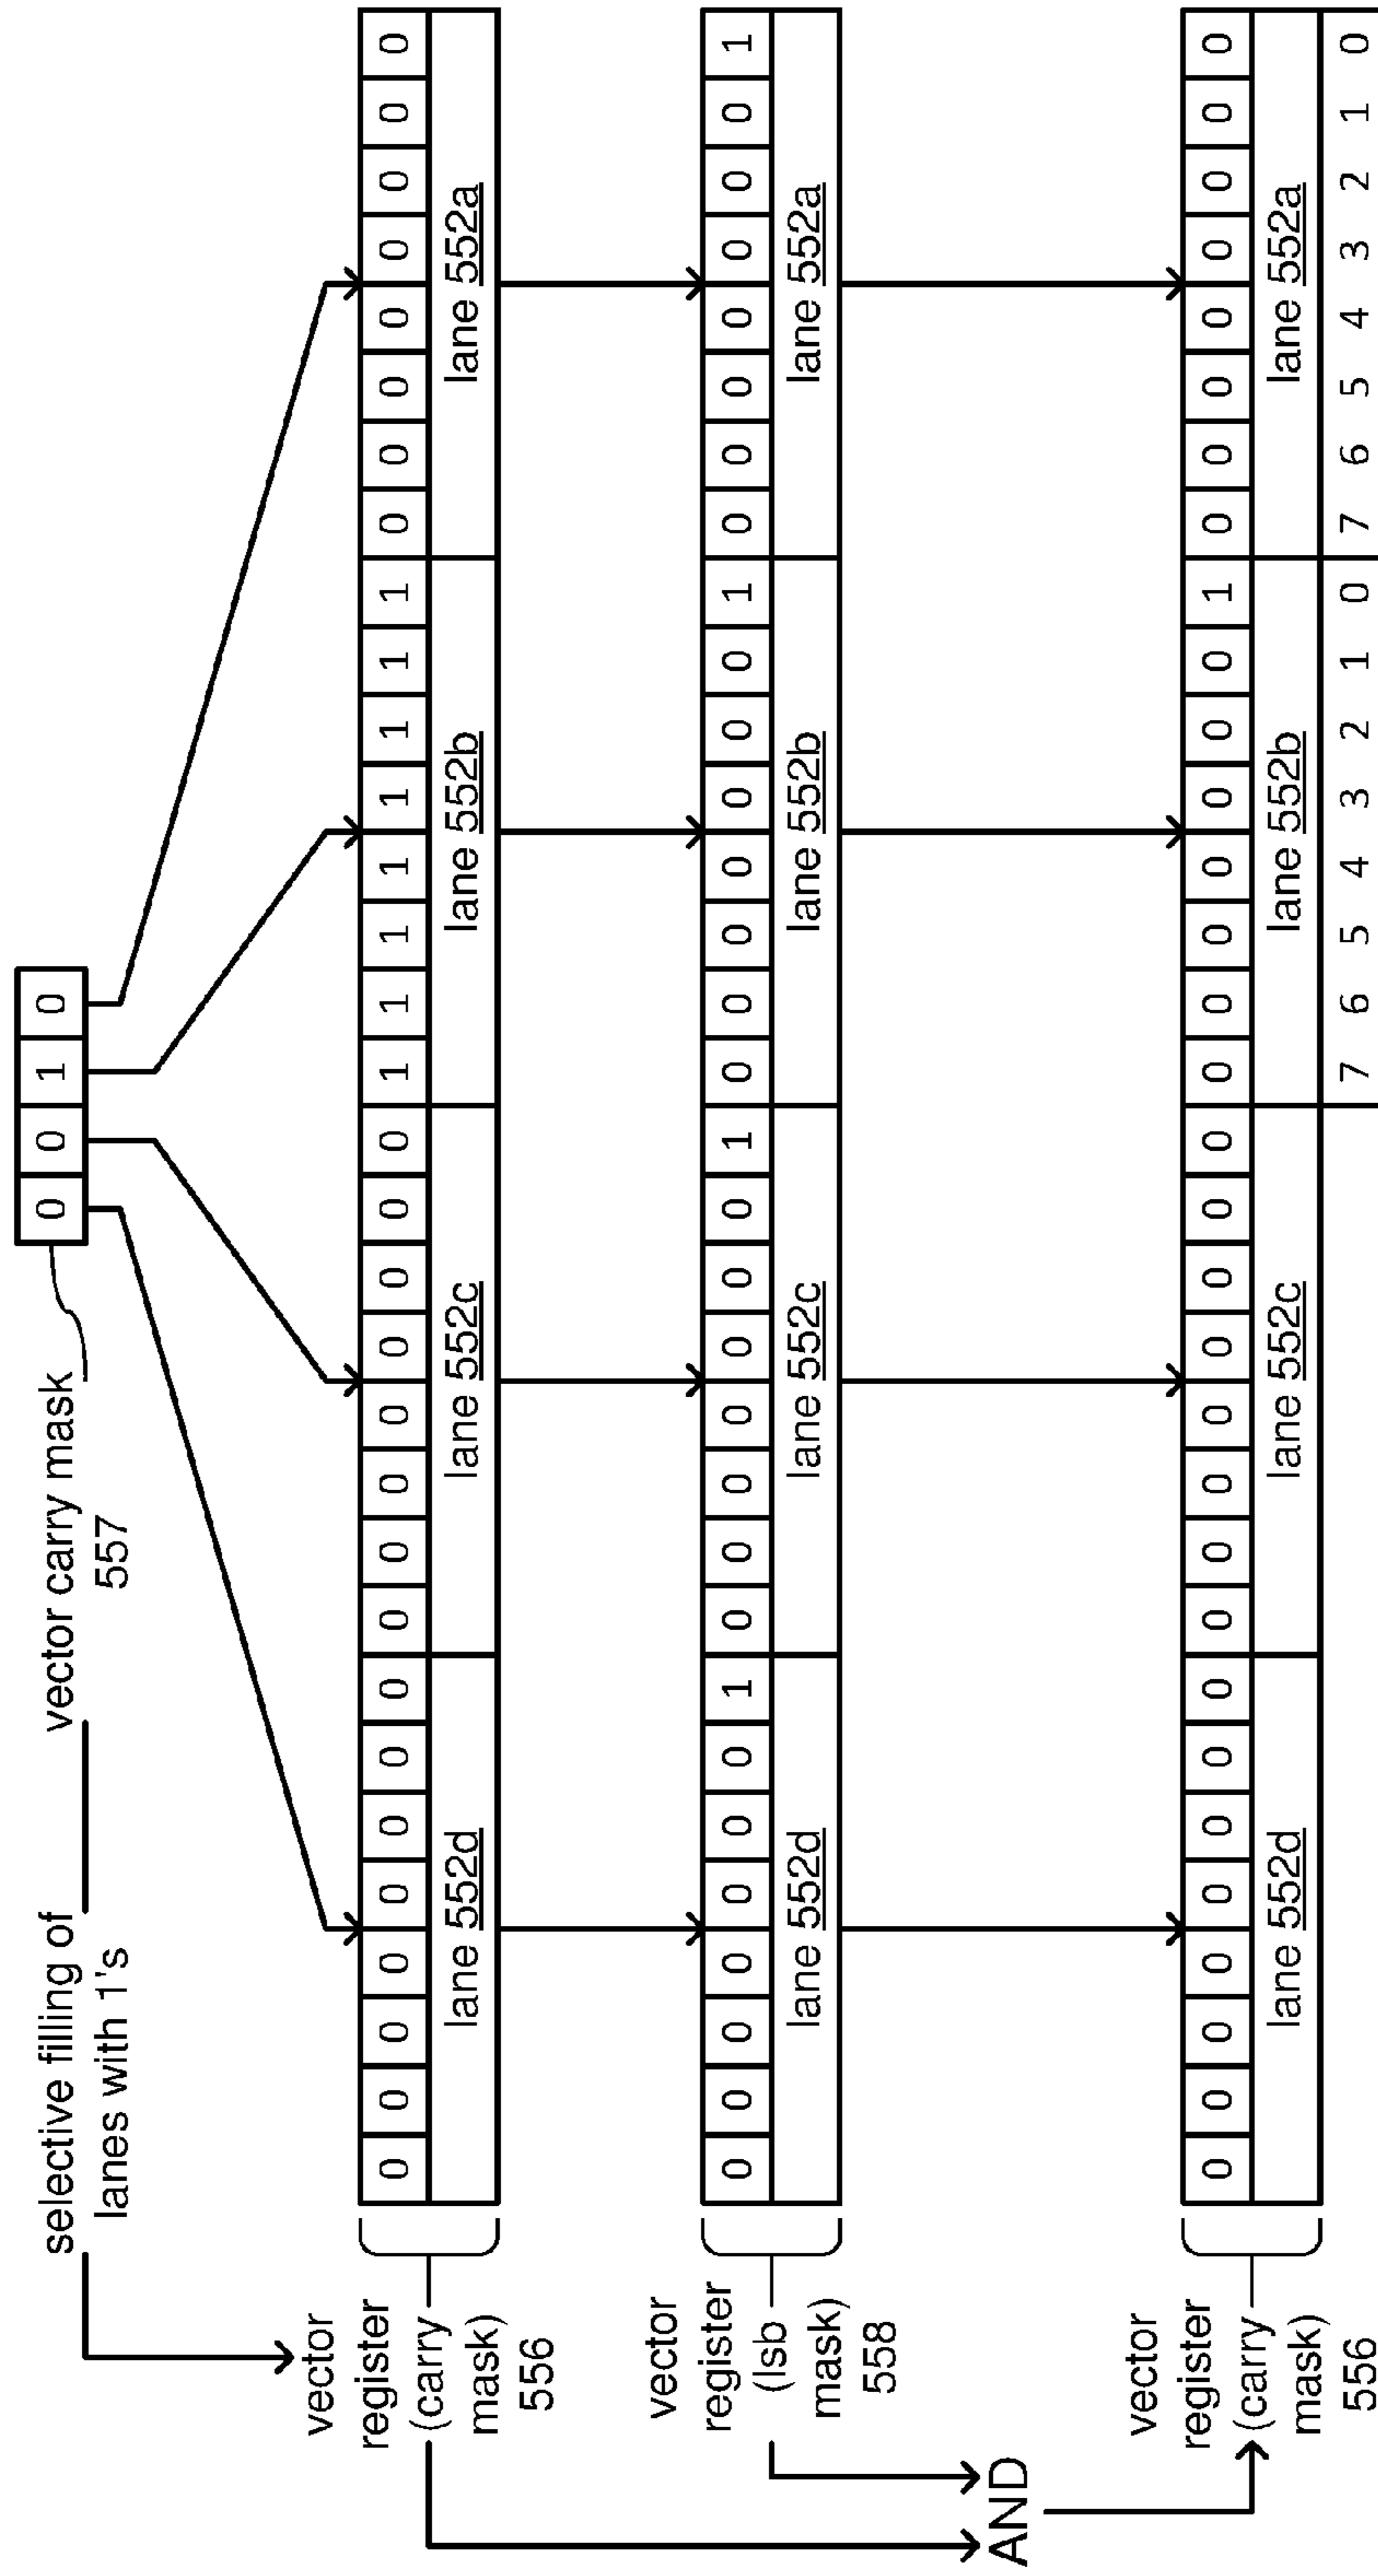 selective filling of
lanes with 1's
vector carry mask
557
0 0 1 0
vector
register
(carry
mask)
556
0 0 0 0 0 0 0 0 0 0 0 0 0 0 0 0 1 1 1 1 1 1 1 1 0 0 0 0 0 0 0 0
lane 552d lane 552c lane 552b lane 552a
vector
register
(lsb
mask)
558
0 0 0 0 0 0 0 1 0 0 0 0 0 0 0 1 0 0 0 0 0 0 0 1 0 0 0 0 0 0 0 1
lane 552d lane 552c lane 552b lane 552a
AND
vector
register
(carry
mask)
556
0 0 0 0 0 0 0 0 0 0 0 0 0 0 0 0 0 0 0 0 0 0 0 1 0 0 0 0 0 0 0 0
lane 552d lane 552c lane 552b lane 552a
7 6 5 4 3 2 1 0 7 6 5 4 3 2 1 0